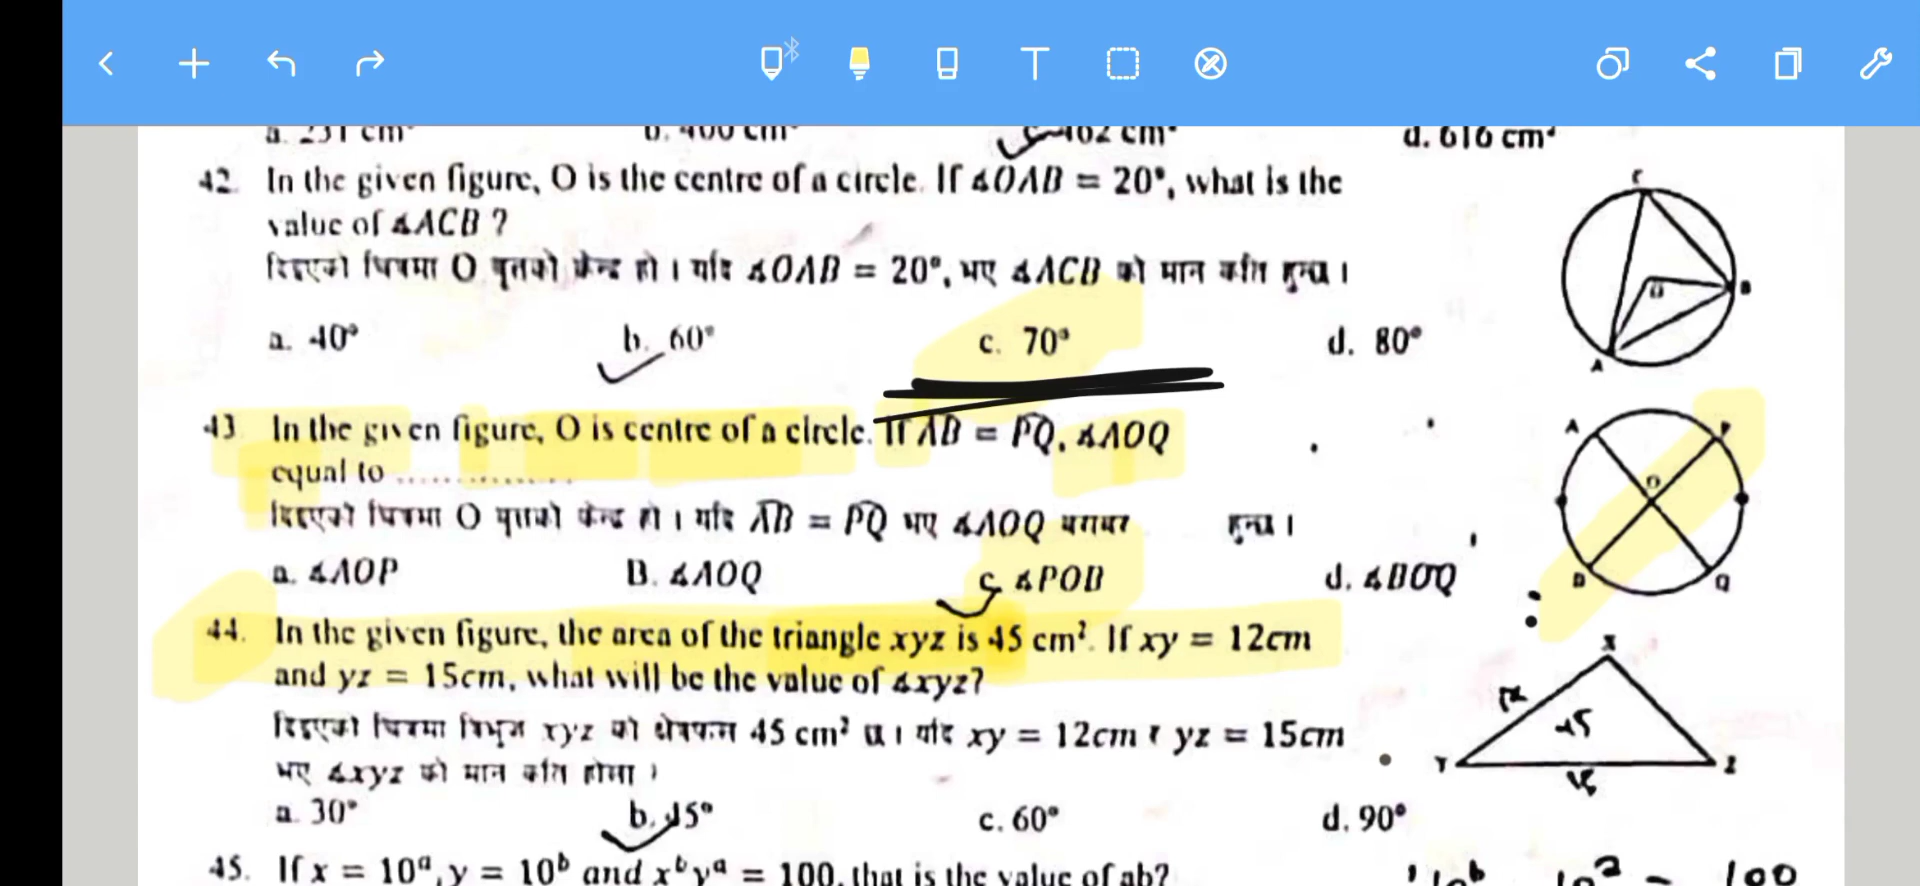 d. 616 cm²
42. In the given figure, O is the centre of a circle. If ∡OAB = 20°, what is the
value of ∡ACB ?
दिइएको चित्रमा O वृत्तको केन्द्र हो । यदि ∡OAB = 20°, भए ∡ACB को मान कति हुन्छ ।
a. 40° b. 60° c. 70° d. 80°
C
O
B
A
43. In the given figure, O is centre of a circle. If AB = PQ, ∡AOQ
equal to ..............
दिइएको चित्रमा O वृत्तको केन्द्र हो । यदि AB = PQ भए ∡AOQ बराबर हुन्छ ।
a. ∡AOP B. ∡AOQ c. ∡POB d. ∡BOQ
A
P
O
B
Q
44. In the given figure, the area of the triangle xyz is 45 cm². If xy = 12cm
and yz = 15cm, what will be the value of ∡xyz?
दिइएको चित्रमा त्रिभुज xyz को क्षेत्रफल 45 cm² छ । यदि xy = 12cm र yz = 15cm
भए ∡xyz को मान कति होला ।
X
12
45
Y
Z
15
a. 30° b. 45° c. 60° d. 90°
45. If x = 10ᵃ, y = 10ᵇ and xᵇyᵃ = 100, that is the value of ab?